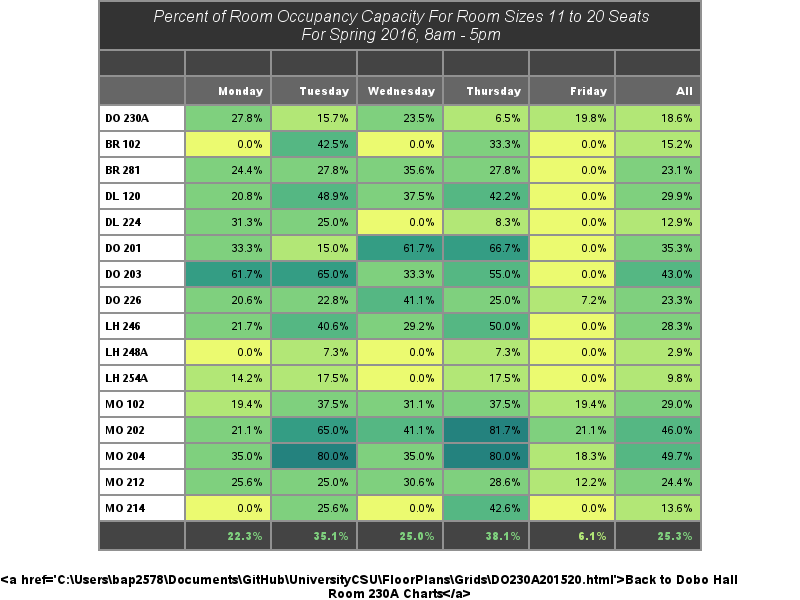 Percent of Room Occupancy Capacity For Room Sizes 11 to 20 Seats
For Spring 2016, 8am - 5pm
Monday Tuesday Wednesday Thursday Friday All
DO 230A 27.8% 15.7% 23.5% 6.5% 19.8% 18.6%
BR 102 0.0% 42.5% 0.0% 33.3% 0.0% 15.2%
BR 281 24.4% 27.8% 35.6% 27.8% 0.0% 23.1%
DL 120 20.8% 48.9% 37.5% 42.2% 0.0% 29.9%
DL 224 31.3% 25.0% 0.0% 8.3% 0.0% 12.9%
DO 201 33.3% 15.0% 61.7% 66.7% 0.0% 35.3%
DO 203 61.7% 65.0% 33.3% 55.0% 0.0% 43.0%
DO 226 20.6% 22.8% 41.1% 25.0% 7.2% 23.3%
LH 246 21.7% 40.6% 29.2% 50.0% 0.0% 28.3%
LH 248A 0.0% 7.3% 0.0% 7.3% 0.0% 2.9%
LH 254A 14.2% 17.5% 0.0% 17.5% 0.0% 9.8%
MO 102 19.4% 37.5% 31.1% 37.5% 19.4% 29.0%
MO 202 21.1% 65.0% 41.1% 81.7% 21.1% 46.0%
MO 204 35.0% 80.0% 35.0% 80.0% 18.3% 49.7%
MO 212 25.6% 25.0% 30.6% 28.6% 12.2% 24.4%
MO 214 0.0% 25.6% 0.0% 42.6% 0.0% 13.6%
22.3% 35.1% 25.0% 38.1% 6.1% 25.3%
<a href='C:\Users\bap2578\Documents\GitHub\UniversityCSU\FloorPlans\Grids\DO230A201520.html'>Back to Dobo Hall
Room 230A Charts</a>